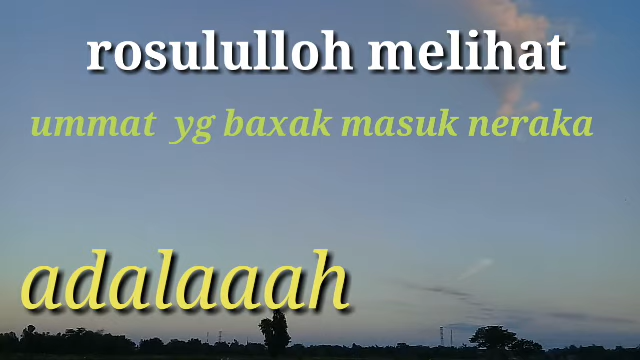 rosululloh melihat
ummat yg baxak masuk neraka
adalaaah